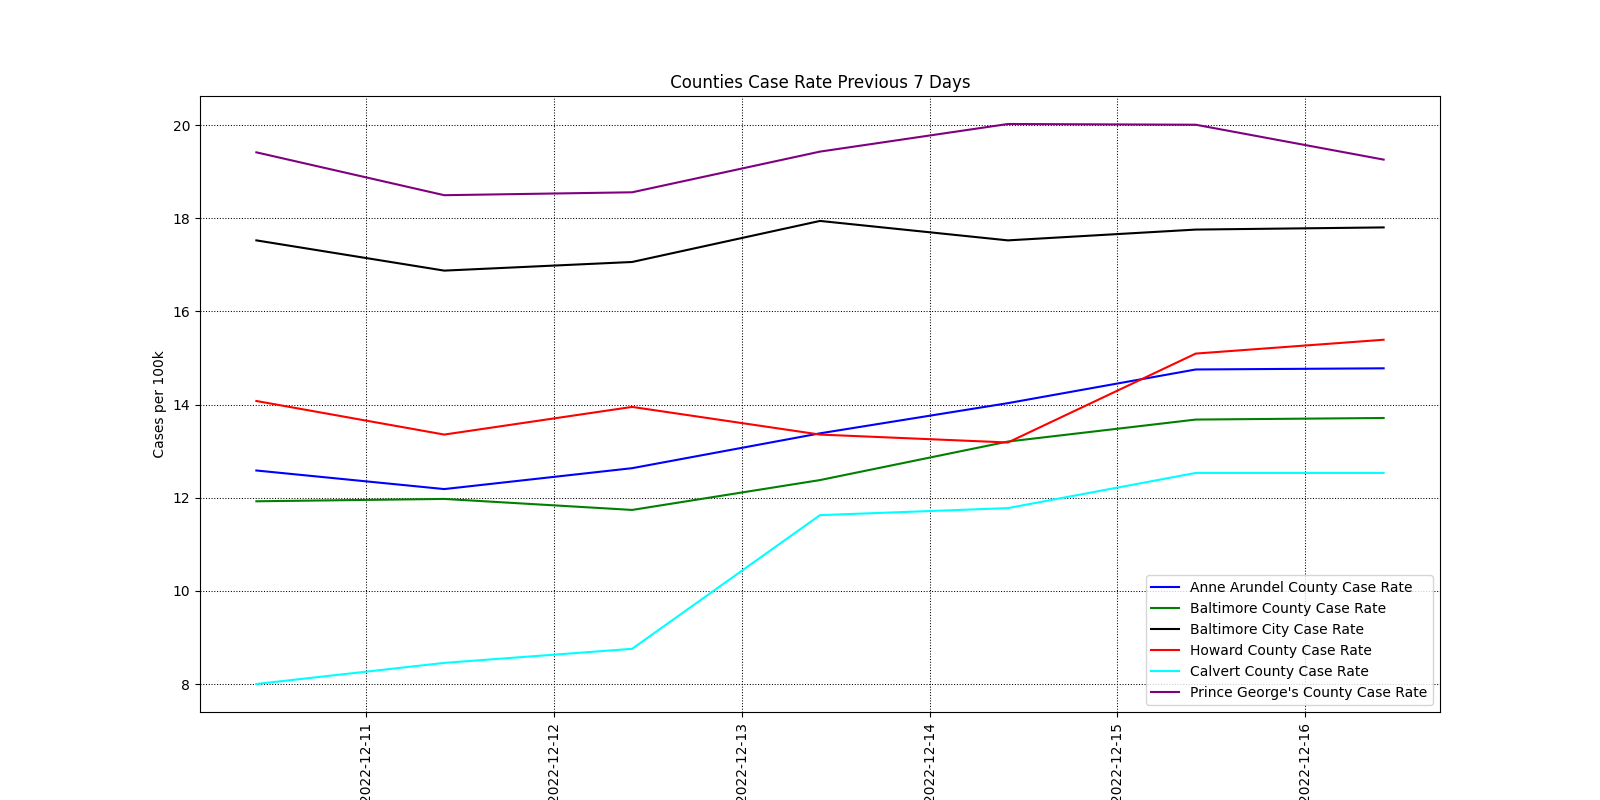 Counties Case Rate Previous 7 Days
Cases per 100k
20
18
16
14
12
10
8
Anne Arundel County Case Rate
Baltimore County Case Rate
Baltimore City Case Rate
Howard County Case Rate
Calvert County Case Rate
Prince George's County Case Rate
2022-12-11
2022-12-12
2022-12-13
2022-12-14
2022-12-15
2022-12-16